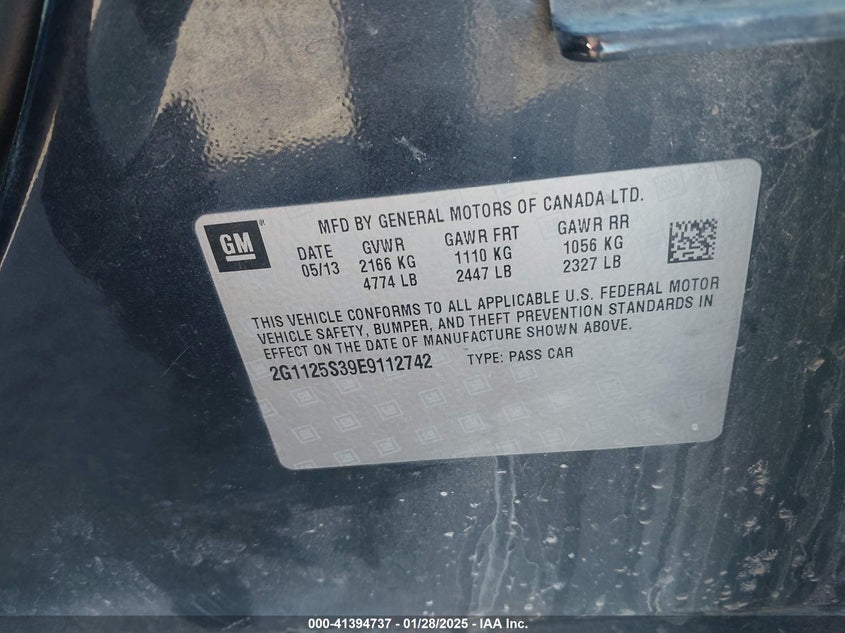 GM
MFD BY GENERAL MOTORS OF CANADA LTD.
DATE GVWR GAWR FRT GAWR RR
05/13 2166 KG 1110 KG 1056 KG
4774 LB 2447 LB 2327 LB
THIS VEHICLE CONFORMS TO ALL APPLICABLE U.S. FEDERAL MOTOR
VEHICLE SAFETY, BUMPER, AND THEFT PREVENTION STANDARDS IN
EFFECT ON THE DATE OF MANUFACTURE SHOWN ABOVE.
2G1125S39E9112742 TYPE: PASS CAR
000-41394737 - 01/28/2025 - IAA Inc.